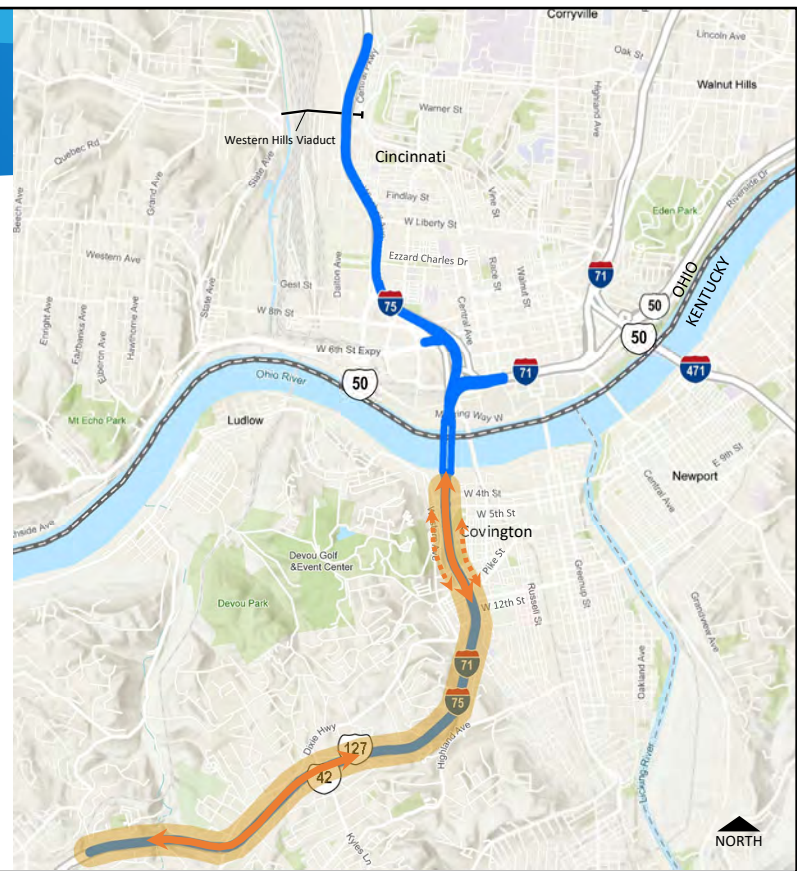 Corryville
Lincoln Ave
Oak St
Walnut Hills
Central Pkwy
Highland Ave
Warner St
Western Hills Viaduct
Cincinnati
Quebec Rd
State Ave
Riverside Dr
Beech Ave
Grand Ave
Findlay St
Vine St
Eden Park
W Liberty St
Western Ave
Ezzard Charles Dr
Dalton Ave
Race St
Walnut St
OHIO
KENTUCKY
Gest St
71
State Ave
75
Central Ave
50
Enright Ave
Fairbanks Ave
Elberon Ave
Hawthorne Ave
W 8th St
50
W 6th St Expy
Ohio River
50
71
471
Mt Echo Park
Ludlow
E 9th St
Newport
W 4th St
Central Ave
W 5th St
Covington
Devou Golf
&Event Center
Pike St
Greenup St
Devou Park
W 12th St
Russell St
Grandview Ave
71
Oakland Ave
75
Dixie Hwy
Highland Ave
127
42
Licking River
Kyles Ln
NORTH